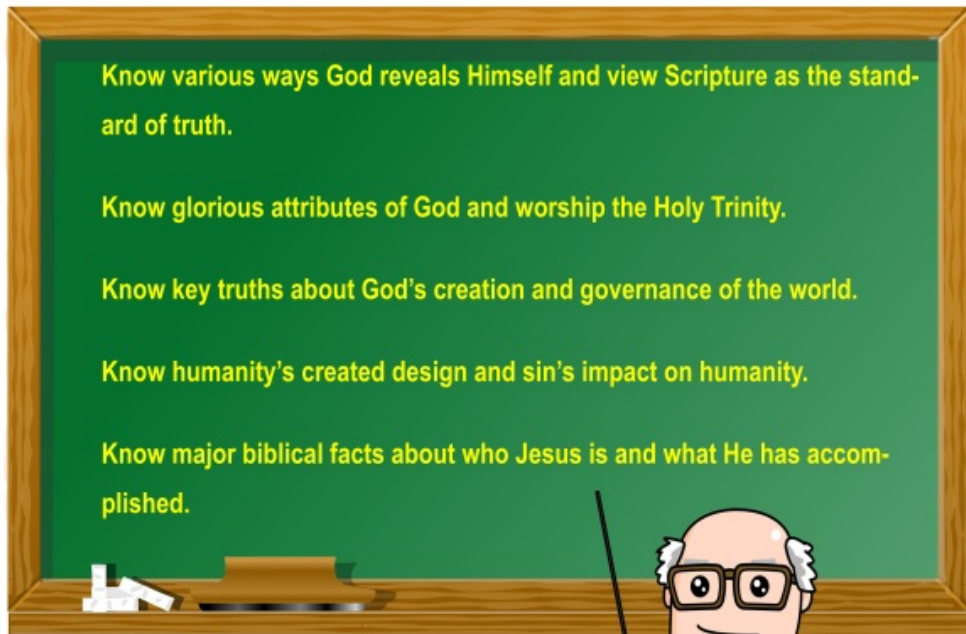 Know various ways God reveals Himself and view Scripture as the stand-
ard of truth.
Know glorious attributes of God and worship the Holy Trinity.
Know key truths about God’s creation and governance of the world.
Know humanity’s created design and sin’s impact on humanity.
Know major biblical facts about who Jesus is and what He has accom-
plished.